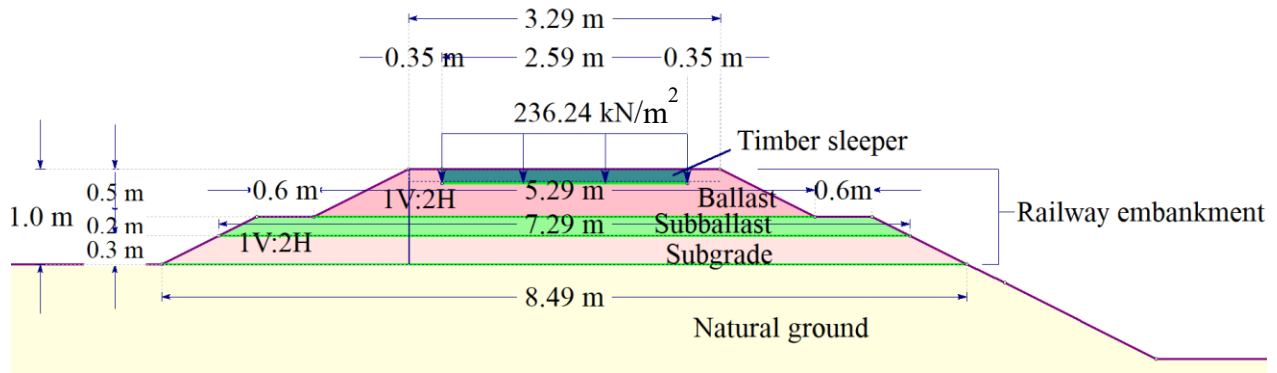 3.29 m
0.35 m 2.59 m 0.35 m
236.24 kN/m²
Timber sleeper
0.5 m
0.6 m
5.29 m
0.6m
1V:2H
Ballast
1.0 m
0.2 m
7.29 m
Subballast
Railway embankment
0.3 m
1V:2H
Subgrade
8.49 m
Natural ground